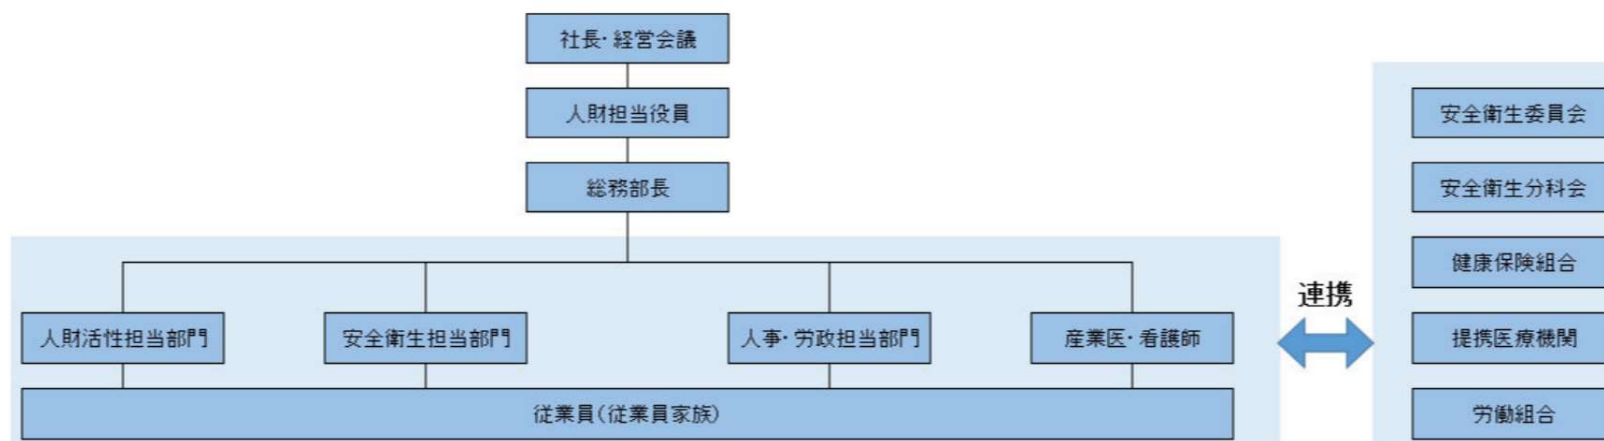 社長・経営会議
人財担当役員
総務部長
人財活性担当部門
安全衛生担当部門
人事・労政担当部門
産業医・看護師
従業員(従業員家族)
連携
安全衛生委員会
安全衛生分科会
健康保険組合
提携医療機関
労働組合